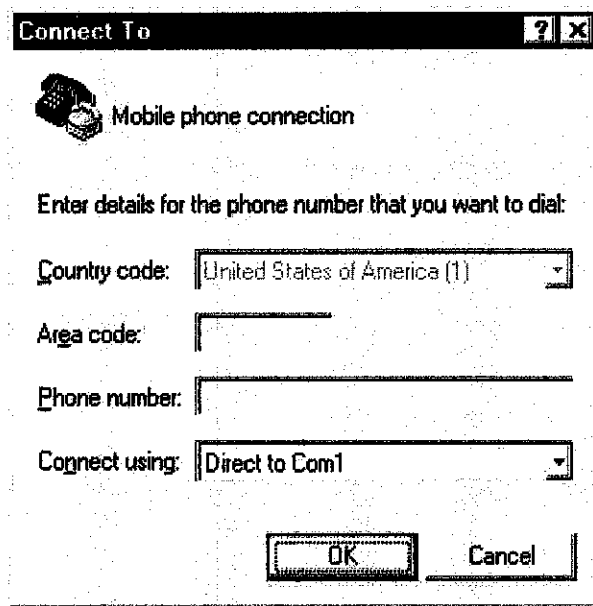 Connect To
Mobile phone connection
Enter details for the phone number that you want to dial:
Country code: United States of America (1)
Area code:
Phone number:
Connect using: Direct to Com1
OK Cancel